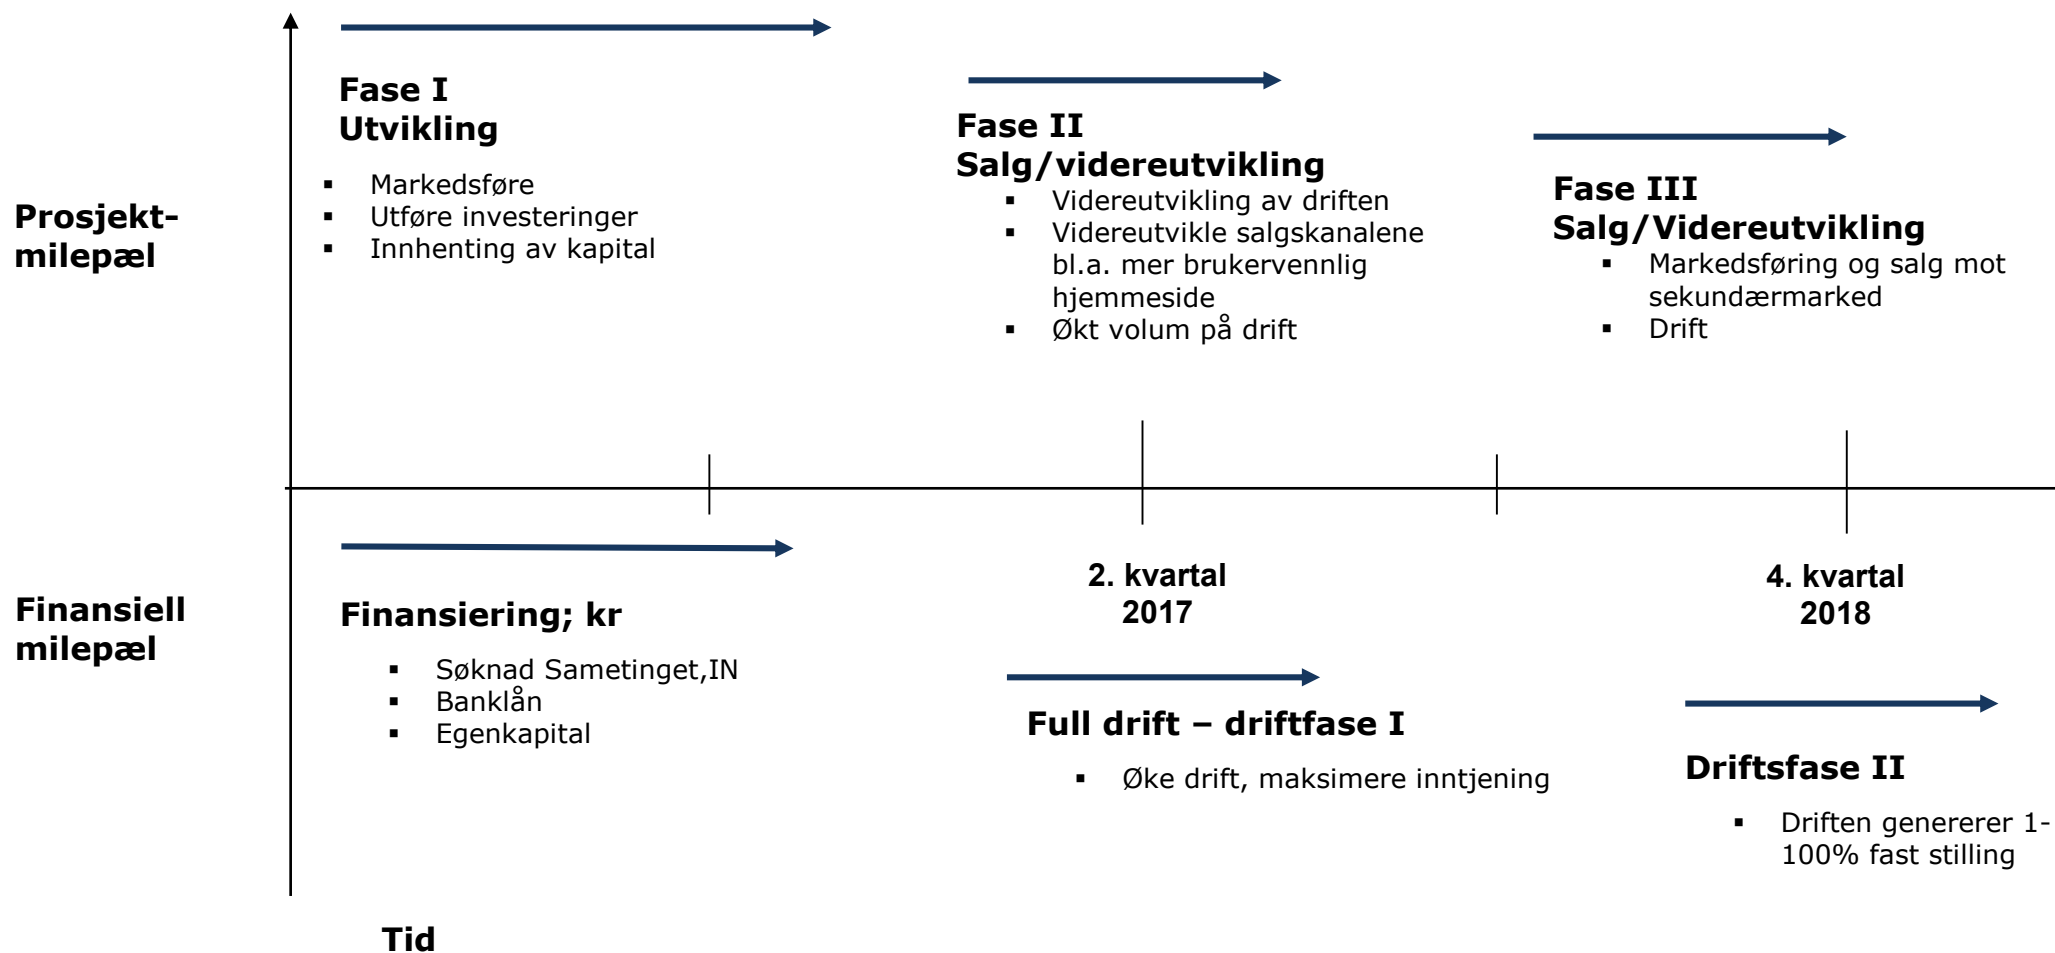 Fase I
Utvikling
▪ Markedsføre
▪ Utføre investeringer
▪ Innhenting av kapital
Fase II
Salg/videreutvikling
▪ Videreutvikling av driften
▪ Videreutvikle salgskanalene
bl.a. mer brukervennlig
hjemmeside
▪ Økt volum på drift
Fase III
Salg/Videreutvikling
▪ Markedsføring og salg mot
sekundærmarked
▪ Drift
Prosjekt-
milepæl
Finansiell
milepæl
Finansiering; kr
▪ Søknad Sametinget,IN
▪ Banklån
▪ Egenkapital
2. kvartal
2017
Full drift – driftfase I
▪ Øke drift, maksimere inntjening
4. kvartal
2018
Driftsfase II
▪ Driften genererer 1-
100% fast stilling
Tid